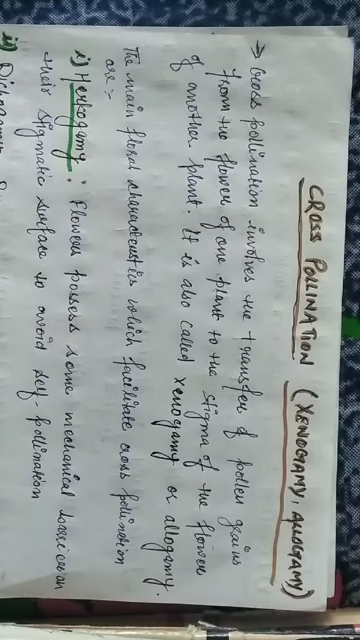 CROSS POLLINATION (XENOGAMY, ALLOGAMY)
→ Cross pollination involves the transfer of pollen grains
from the flower of one plant to the stigma of the flower
of another plant. It is also called xenogamy or allogamy.
The main floral characteristics which facilitate cross pollination
are :-
i) Herkogamy : Flowers possess some mechanical barrier on
their stigmatic surface to avoid self-pollination
ii)